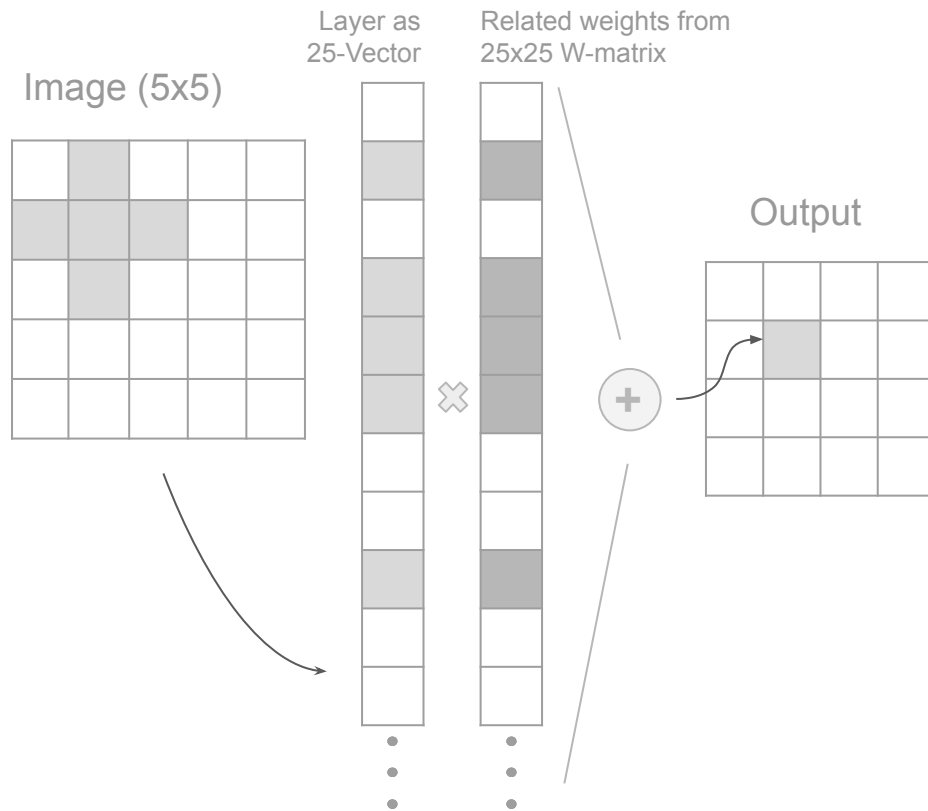 Layer as
25-Vector
Related weights from
25x25 W-matrix
Image (5x5)
Output